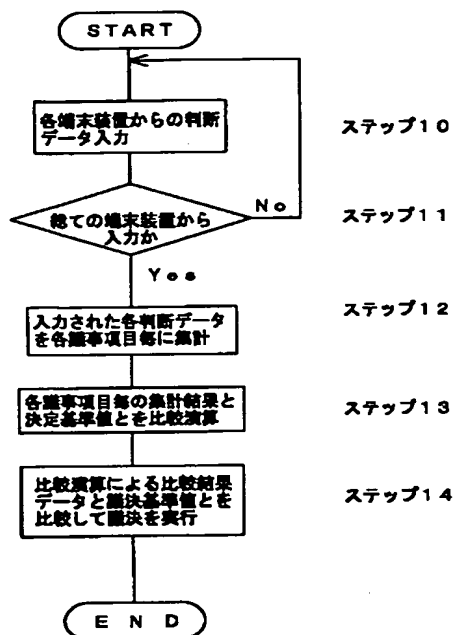 START
各端末装置からの判断
データ入力
ステップ10
総ての端末装置から
入力か
No
ステップ11
Yes
入力された各判断データ
を各議事項目毎に集計
ステップ12
各議事項目毎の集計結果と
決定基準値とを比較演算
ステップ13
比較演算による比較結果
データと議決基準値とを
比較して議決を実行
ステップ14
END